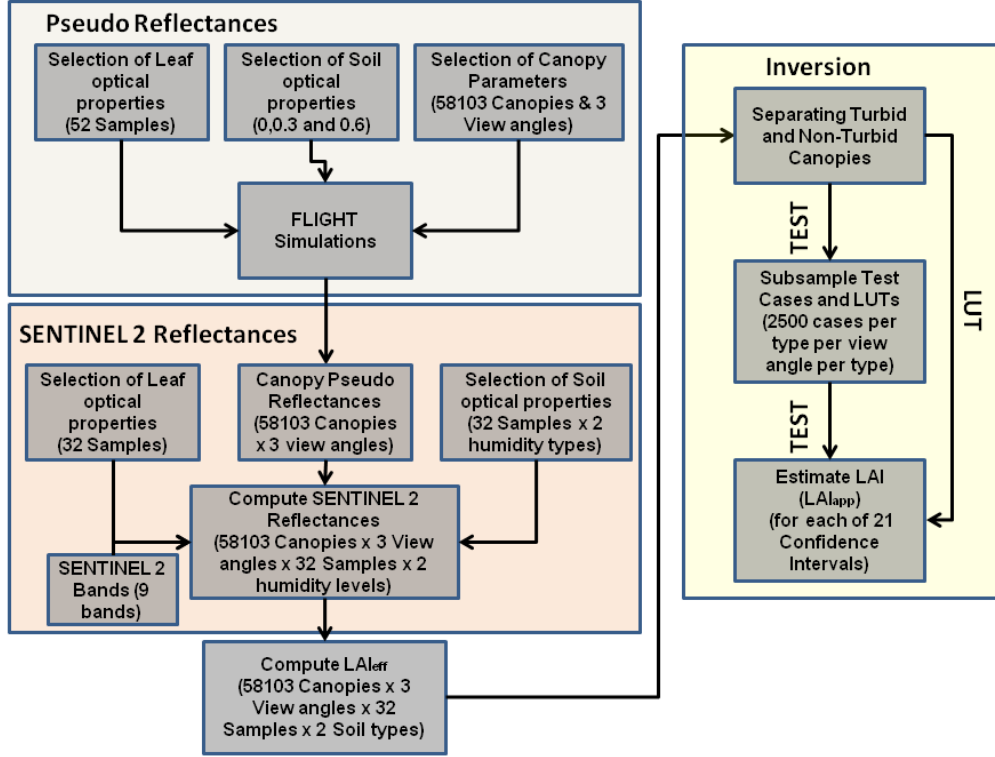 Pseudo Reflectances
Selection of Leaf
optical
properties
(52 Samples)
Selection of Soil
optical
properties
(0,0.3 and 0.6)
Selection of Canopy
Parameters
(58103 Canopies & 3
View angles)
FLIGHT
Simulations
SENTINEL 2 Reflectances
Selection of Leaf
optical
properties
(32 Samples)
Canopy Pseudo
Reflectances
(58103 Canopies
x 3 view angles)
Selection of Soil
optical properties
(32 Samples x 2
humidity types)
Compute SENTINEL 2
Reflectances
(58103 Canopies x 3 View
angles x 32 Samples x 2
humidity levels)
SENTINEL 2
Bands (9
bands)
Compute LAIeff
(58103 Canopies x 3
View angles x 32
Samples x 2 Soil types)
Inversion
Separating Turbid
and Non-Turbid
Canopies
TEST
LUT
Subsample Test
Cases and LUTs
(2500 cases per
type per view
angle per type)
TEST
Estimate LAI
(LAIapp)
(for each of 21
Confidence
Intervals)